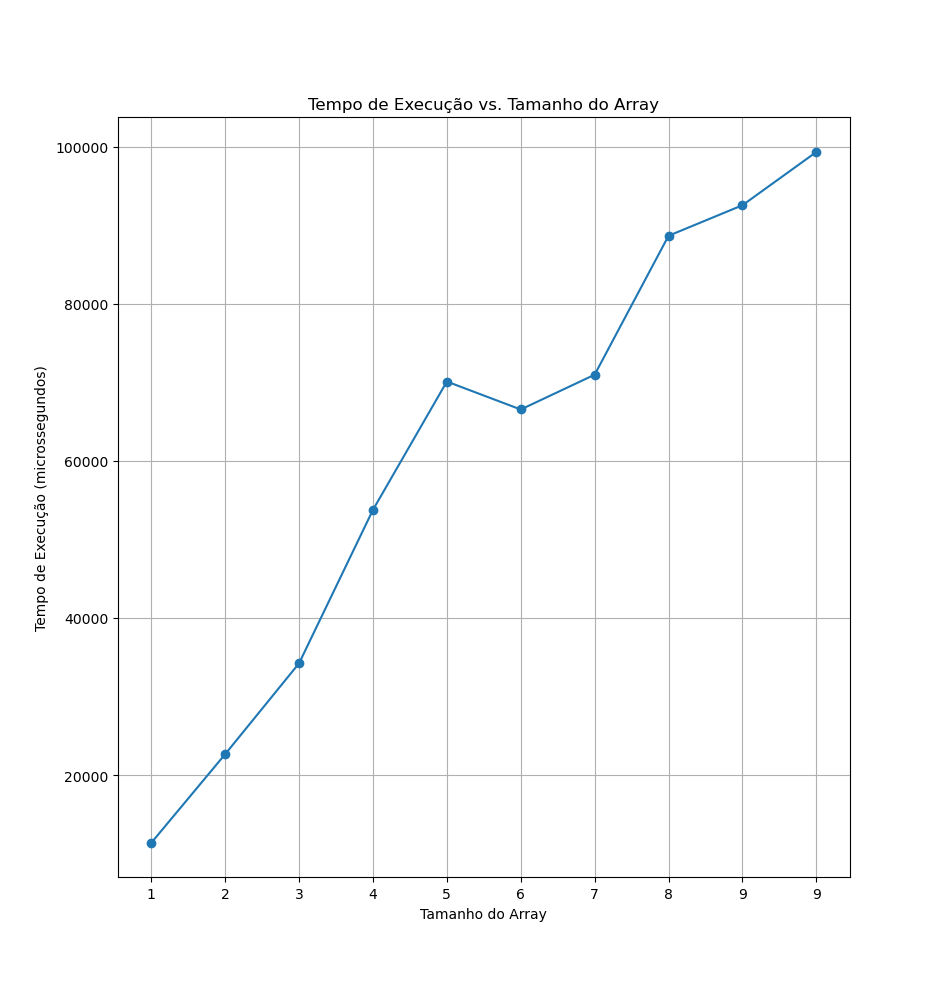 Tempo de Execução vs. Tamanho do Array
100000
80000
60000
40000
20000
Tempo de Execução (microssegundos)
1 2 3 4 5 6 7 8 9 9
Tamanho do Array